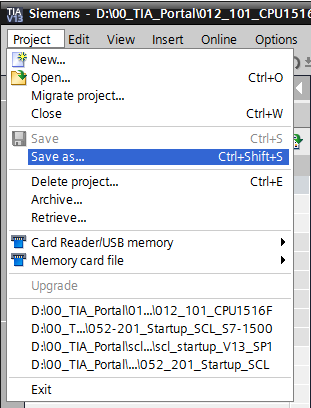 TIA
V13
Siemens - D:\00_TIA_Portal\012_101_CPU1516
Project Edit View Insert Online Options
New...
Open... Ctrl+O
Migrate project...
Close Ctrl+W
Save Ctrl+S
Save as... Ctrl+Shift+S
Delete project... Ctrl+E
Archive...
Retrieve...
Card Reader/USB memory
Memory card file
Upgrade
D:\00_TIA_Portal\01...\012_101_CPU1516F
D:\00_T...\052-201_Startup_SCL_S7-1500
D:\00_TIA_Portal\scl...\scl_startup_V13_SP1
D:\00_TIA_Portal\...\052_201_Startup_SCL
Exit